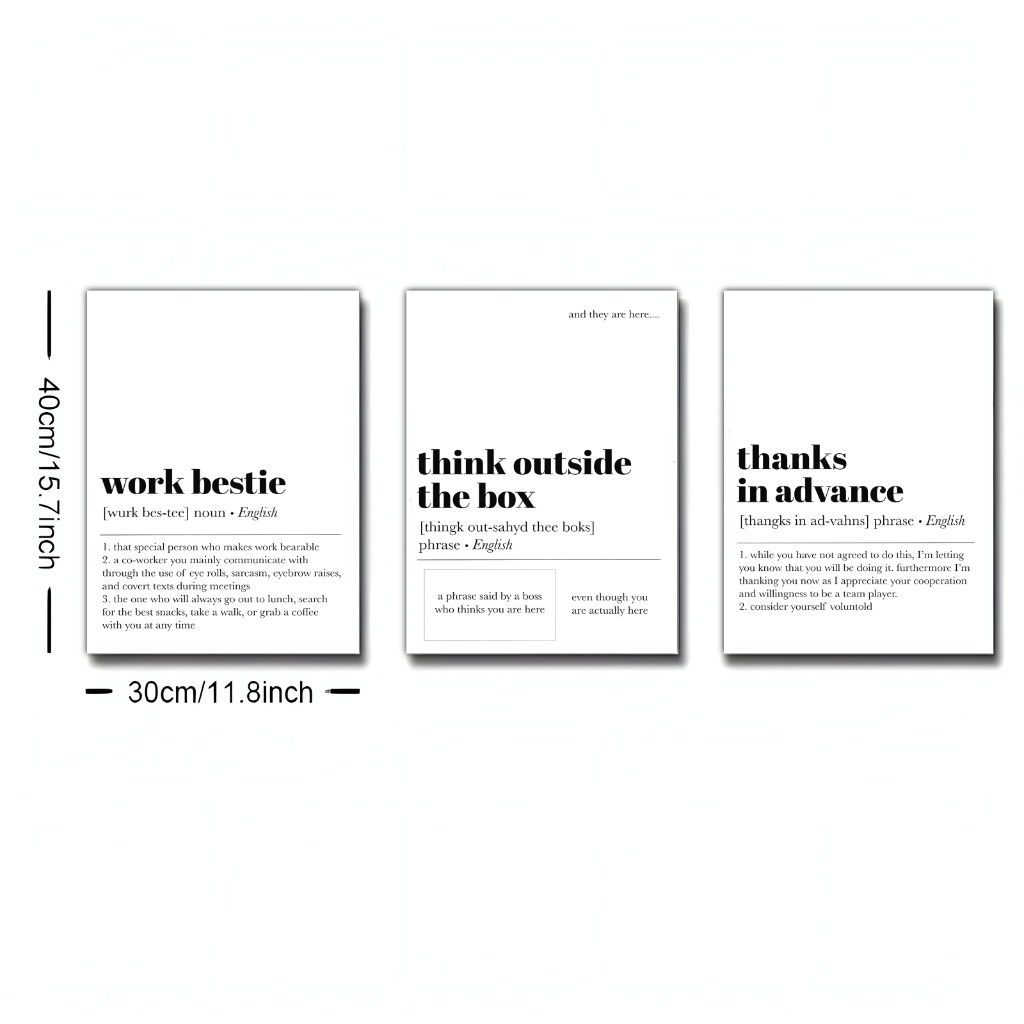 40cm/15.7inch
work bestie
[wurk bes-tee] noun • English
1. that special person who makes work bearable
2. a co-worker you mainly communicate with
through the use of eye rolls, sarcasm, eyebrow raises,
and covert texts during meetings
3. the one who will always go out to lunch, search
for the best snacks, take a walk, or grab a coffee
with you at any time
30cm/11.8inch
and they are here....
think outside
the box
[thingk out-sahyd thee boks]
phrase • English
a phrase said by a boss
who thinks you are here
even though you
are actually here
thanks
in advance
[thangks in ad-vahns] phrase • English
1. while you have not agreed to do this, I'm letting
you know that you will be doing it. furthermore I'm
thanking you now as I appreciate your cooperation
and willingness to be a team player.
2. consider yourself voluntold